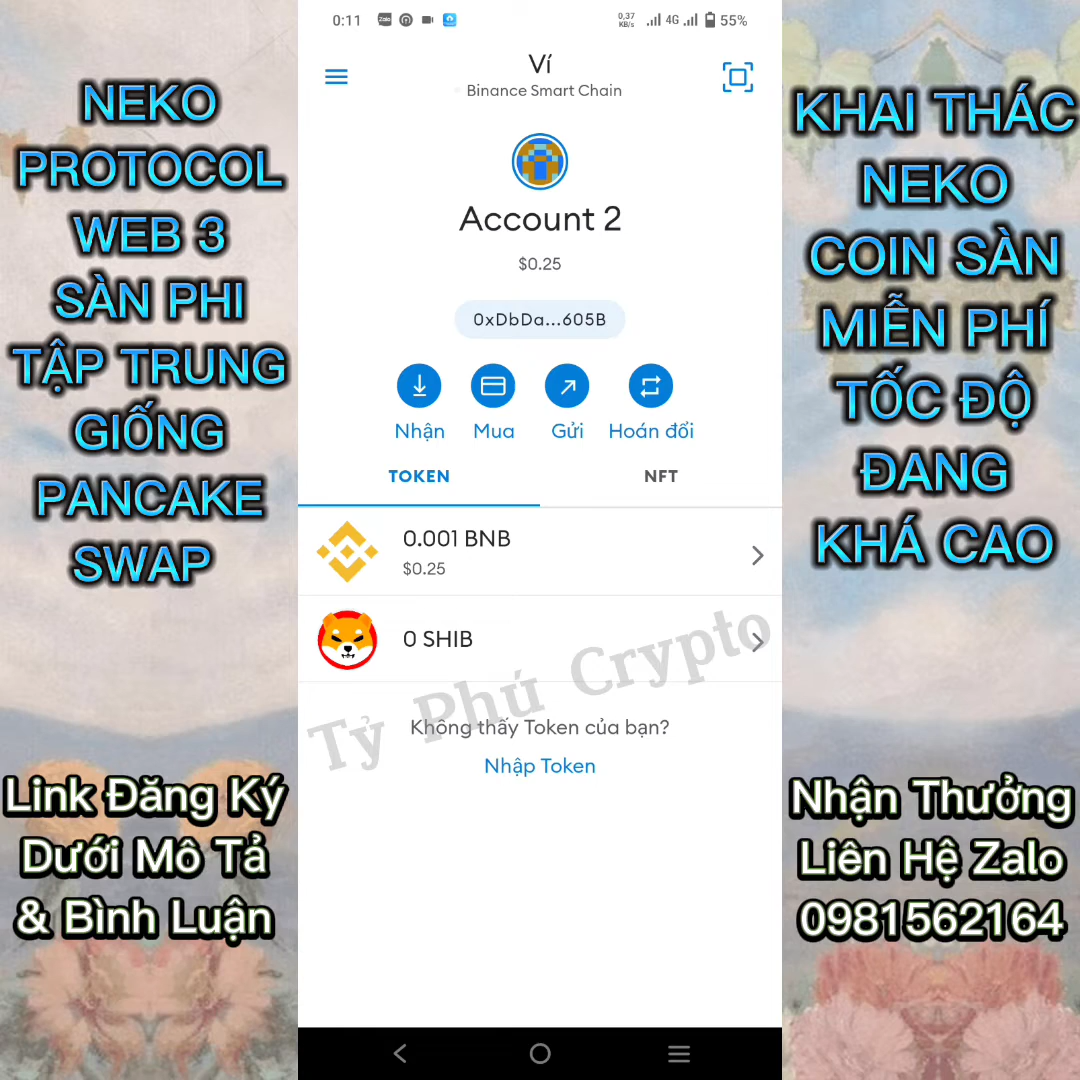 NEKO
PROTOCOL
WEB 3
SÀN PHI
TẬP TRUNG
GIỐNG
PANCAKE
SWAP
Link Đăng Ký
Dưới Mô Tả
& Bình Luận
0:11
Zalo
0,37
KB/s
4G
55%
Ví
Binance Smart Chain
Account 2
$0.25
0xDbDa...605B
Nhận
Mua
Gửi
Hoán đổi
TOKEN
NFT
0.001 BNB
$0.25
0 SHIB
Tỷ Phú Crypto
Không thấy Token của bạn?
Nhập Token
KHAI THÁC
NEKO
COIN SÀN
MIỄN PHÍ
TỐC ĐỘ
ĐANG
KHÁ CAO
Nhận Thưởng
Liên Hệ Zalo
0981562164